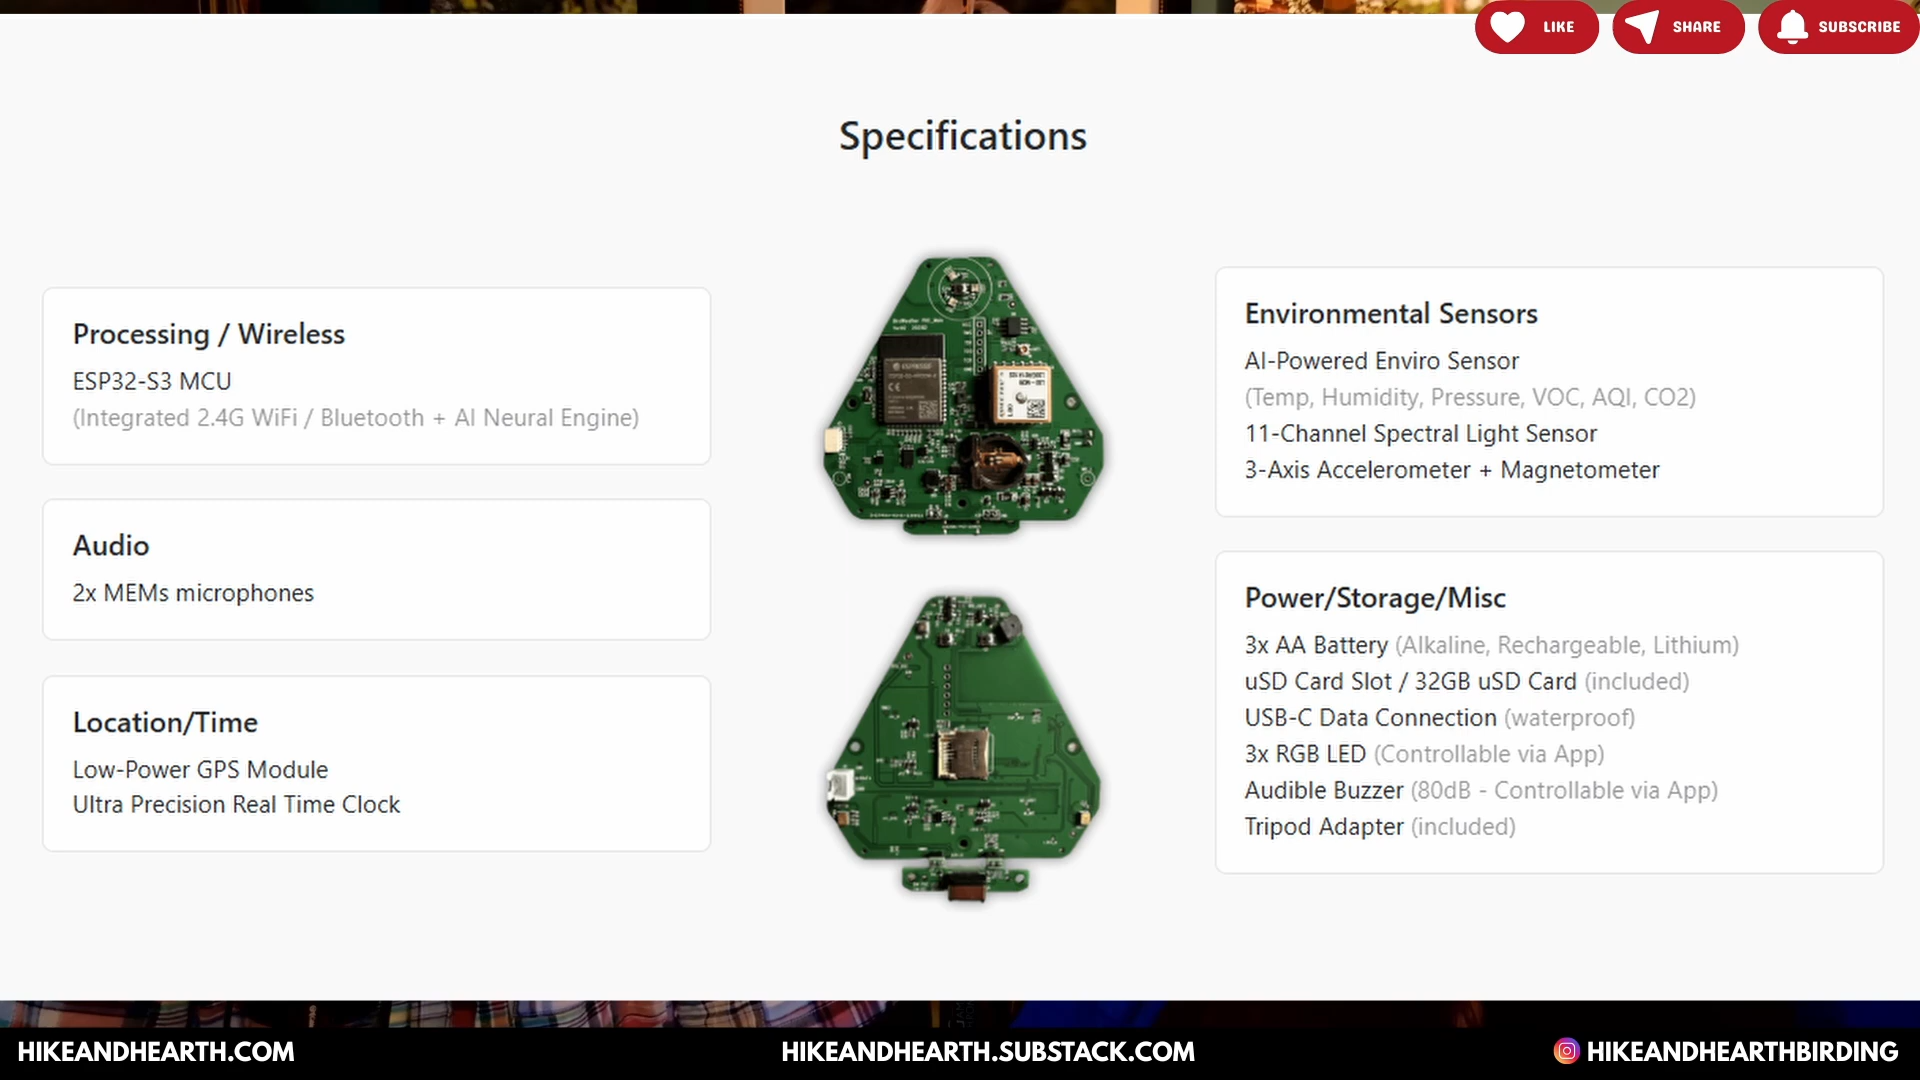 LIKE
SHARE
SUBSCRIBE
Specifications
Processing / Wireless
ESP32-S3 MCU
(Integrated 2.4G WiFi / Bluetooth + AI Neural Engine)
Audio
2x MEMs microphones
Location/Time
Low-Power GPS Module
Ultra Precision Real Time Clock
Environmental Sensors
AI-Powered Enviro Sensor
(Temp, Humidity, Pressure, VOC, AQI, CO2)
11-Channel Spectral Light Sensor
3-Axis Accelerometer + Magnetometer
Power/Storage/Misc
3x AA Battery (Alkaline, Rechargeable, Lithium)
uSD Card Slot / 32GB uSD Card (included)
USB-C Data Connection (waterproof)
3x RGB LED (Controllable via App)
Audible Buzzer (80dB - Controllable via App)
Tripod Adapter (included)
HIKEANDHEARTH.COM
HIKEANDHEARTH.SUBSTACK.COM
HIKEANDHEARTHBIRDING